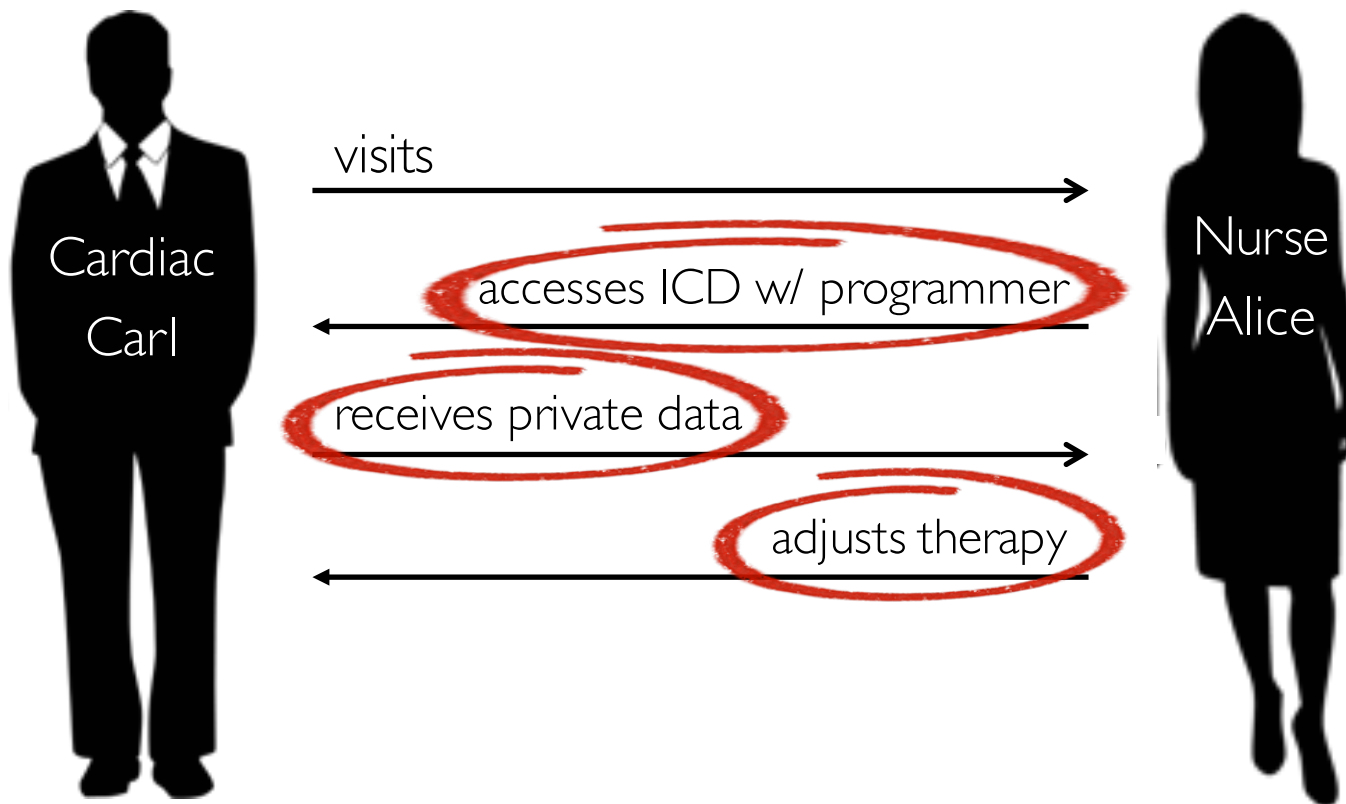 visits
Cardiac
Carl
accesses ICD w/ programmer
receives private data
adjusts therapy
Nurse
Alice